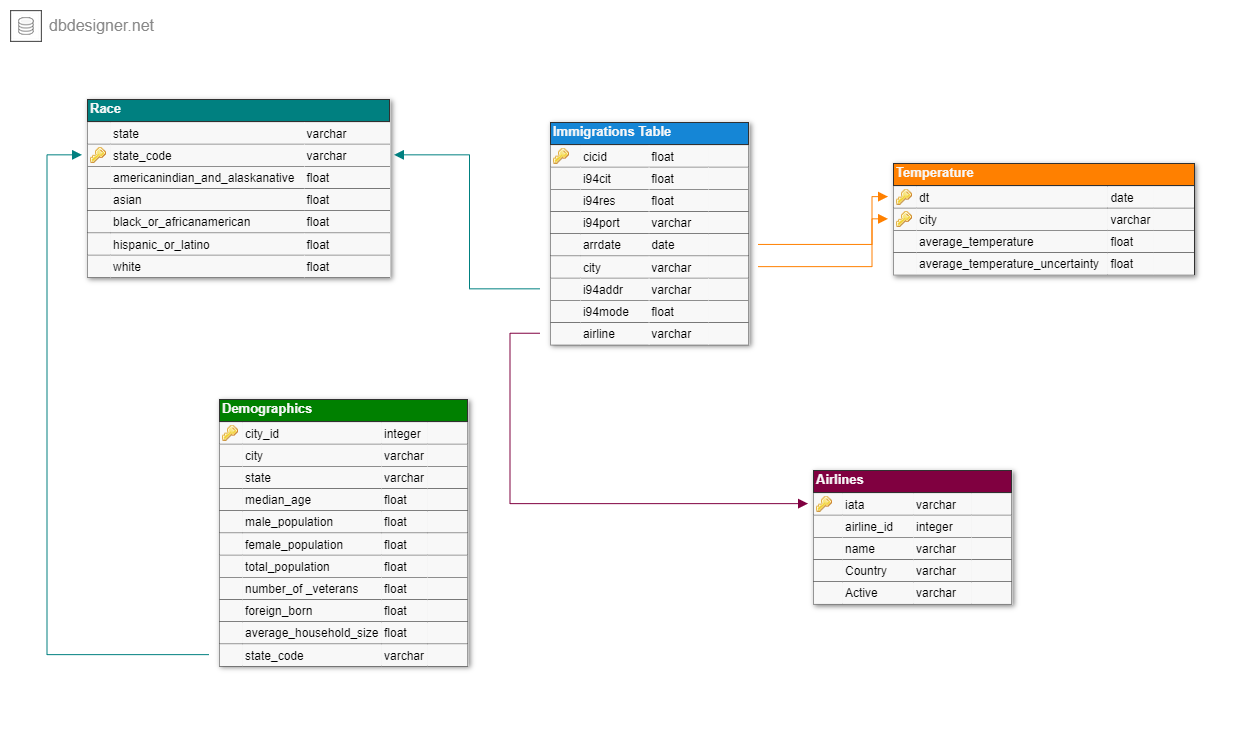 dbdesigner.net
Race
state varchar
state_code varchar
americanindian_and_alaskanative float
asian float
black_or_africanamerican float
hispanic_or_latino float
white float
Immigrations Table
cicid float
i94cit float
i94res float
i94port varchar
arrdate date
city varchar
i94addr varchar
i94mode float
airline varchar
Temperature
dt date
city varchar
average_temperature float
average_temperature_uncertainty float
Demographics
city_id integer
city varchar
state varchar
median_age float
male_population float
female_population float
total_population float
number_of _veterans float
foreign_born float
average_household_size float
state_code varchar
Airlines
iata varchar
airline_id integer
name varchar
Country varchar
Active varchar